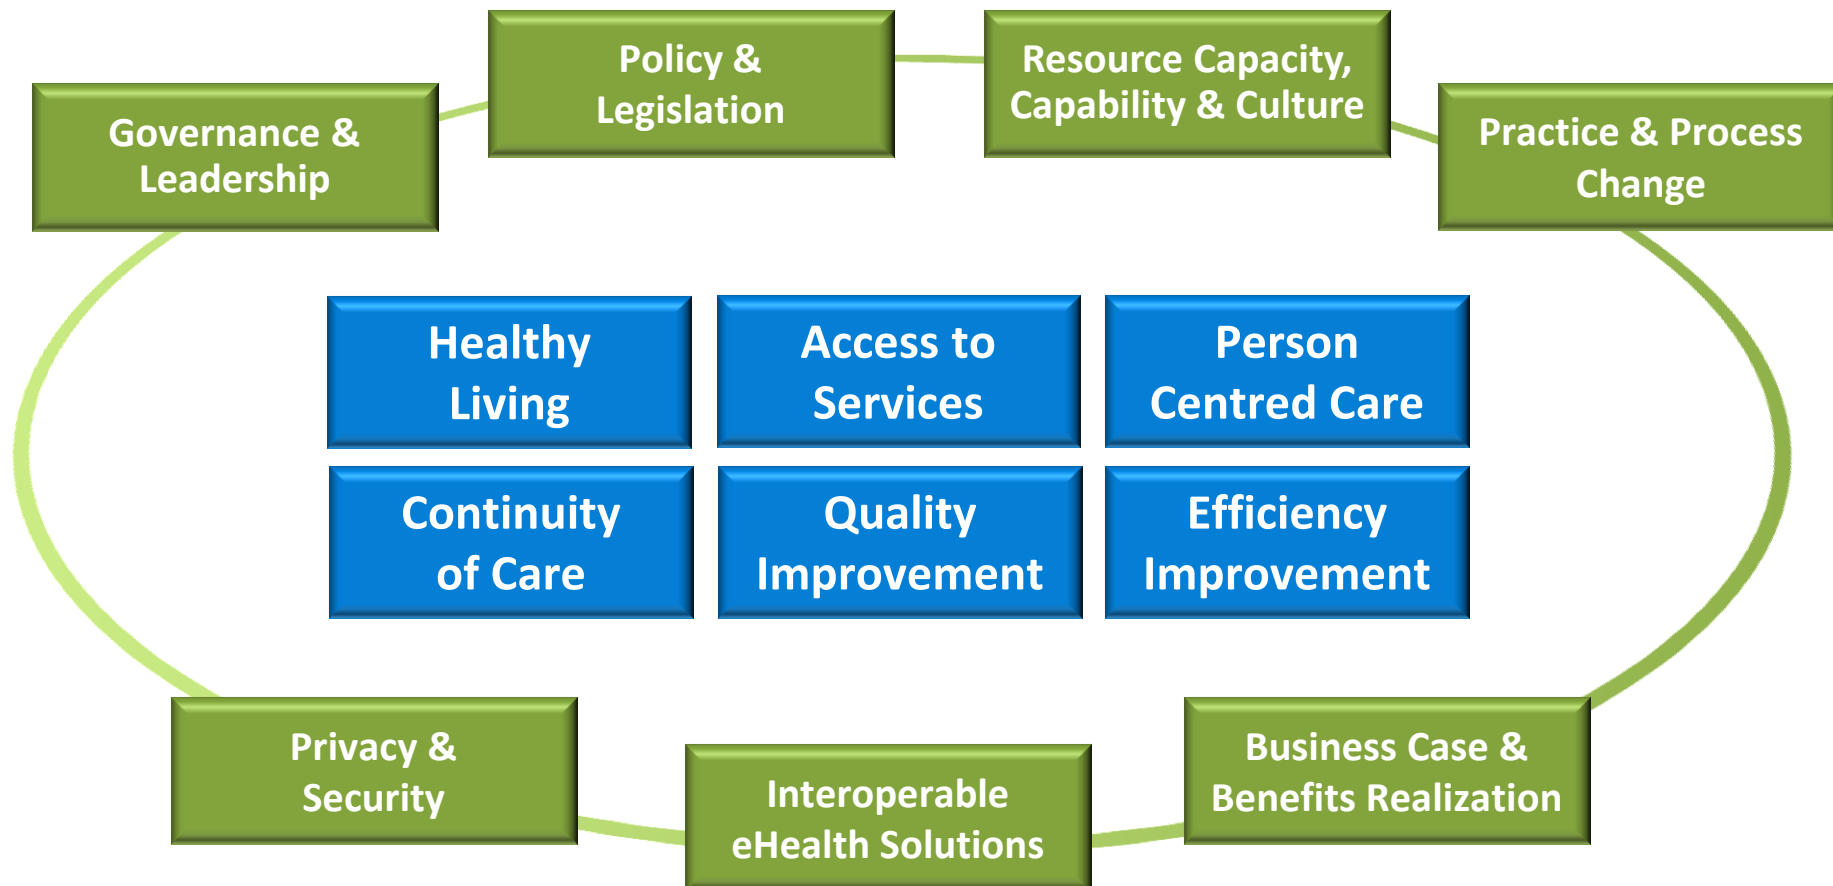 Policy &
Legislation
Resource Capacity,
Capability & Culture
Governance &
Leadership
Practice & Process
Change
Healthy
Living
Access to
Services
Person
Centred Care
Continuity
of Care
Quality
Improvement
Efficiency
Improvement
Privacy &
Security
Interoperable
eHealth Solutions
Business Case &
Benefits Realization